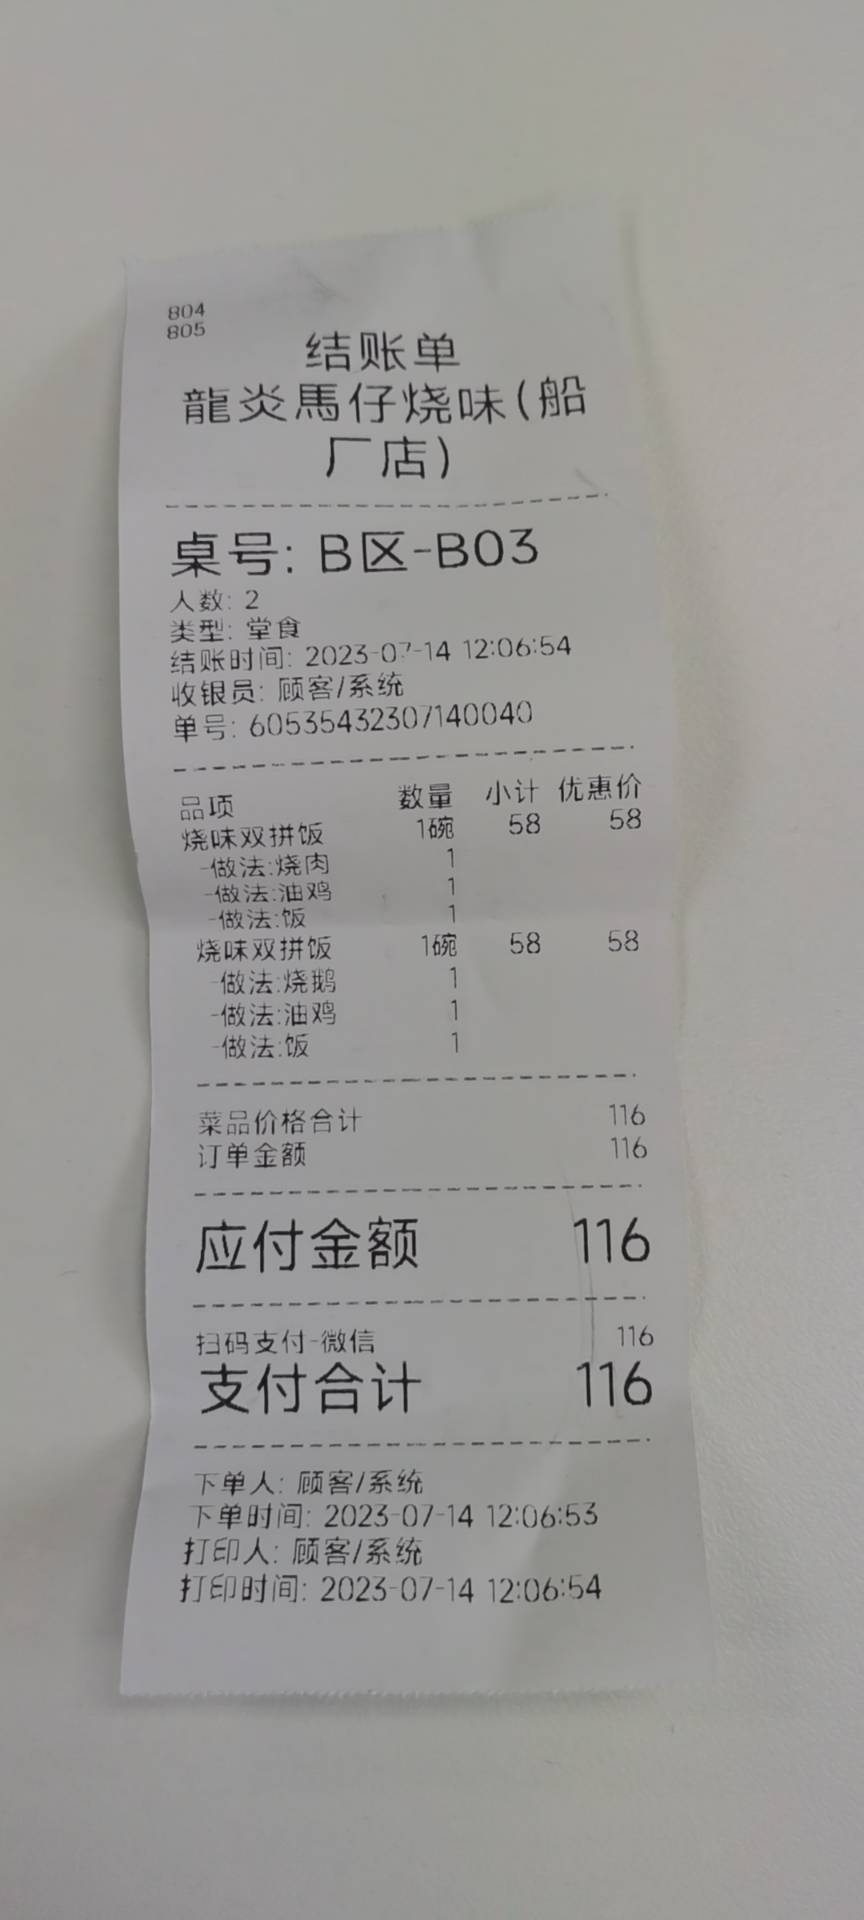 804
805
结账单
龍炎馬仔烧味(船
厂店)
桌号: B区-B03
人数: 2
类型: 堂食
结账时间: 2023-07-14 12:06:54
收银员: 顾客/系统
单号: 60535432307140040
品项 数量 小计 优惠价
烧味双拼饭 1碗 58 58
-做法:烧肉 1
-做法:油鸡 1
-做法:饭 1
烧味双拼饭 1碗 58 58
-做法:烧鹅 1
-做法:油鸡 1
-做法:饭 1
菜品价格合计 116
订单金额 116
应付金额 116
扫码支付-微信 116
支付合计 116
下单人: 顾客/系统
下单时间: 2023-07-14 12:06:53
打印人: 顾客/系统
打印时间: 2023-07-14 12:06:54